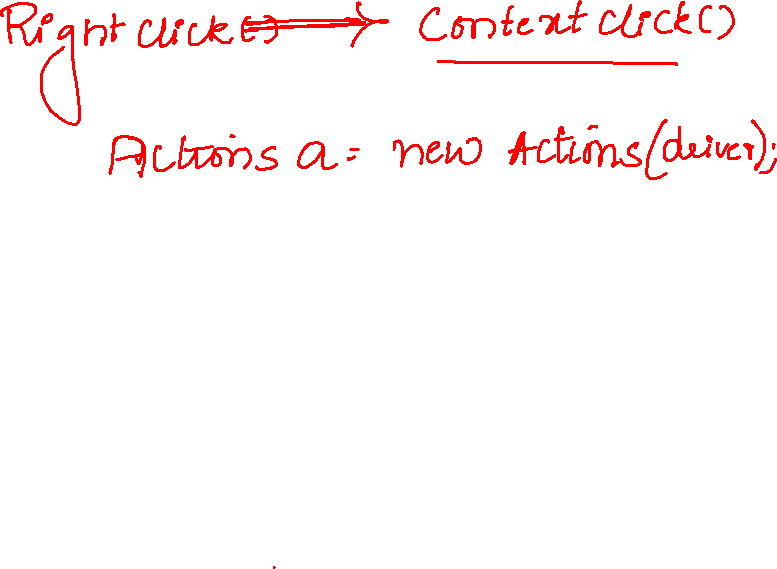 Right click() ⟹ Context click()
Actions a = new Actions(driver);